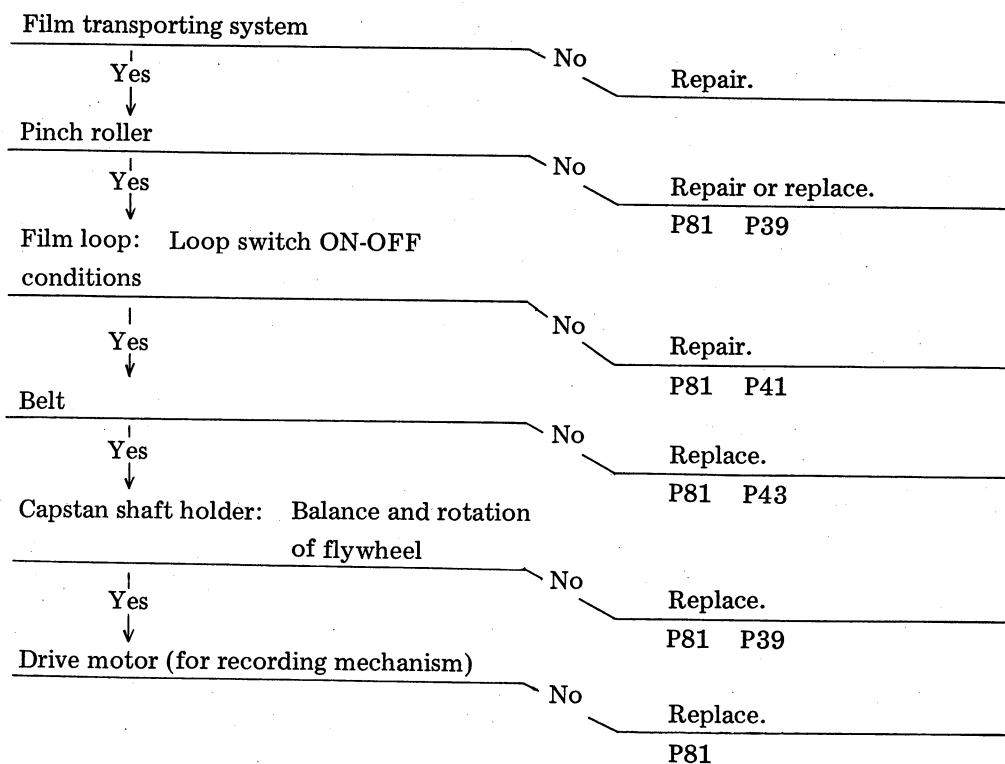 Film transporting system
No
Yes
Repair.
Pinch roller
No
Yes
Repair or replace.
P81 P39
Film loop: Loop switch ON-OFF
conditions
No
Yes
Repair.
P81 P41
Belt
No
Yes
Replace.
P81 P43
Capstan shaft holder: Balance and rotation
of flywheel
No
Yes
Replace.
P81 P39
Drive motor (for recording mechanism)
No
Replace.
P81